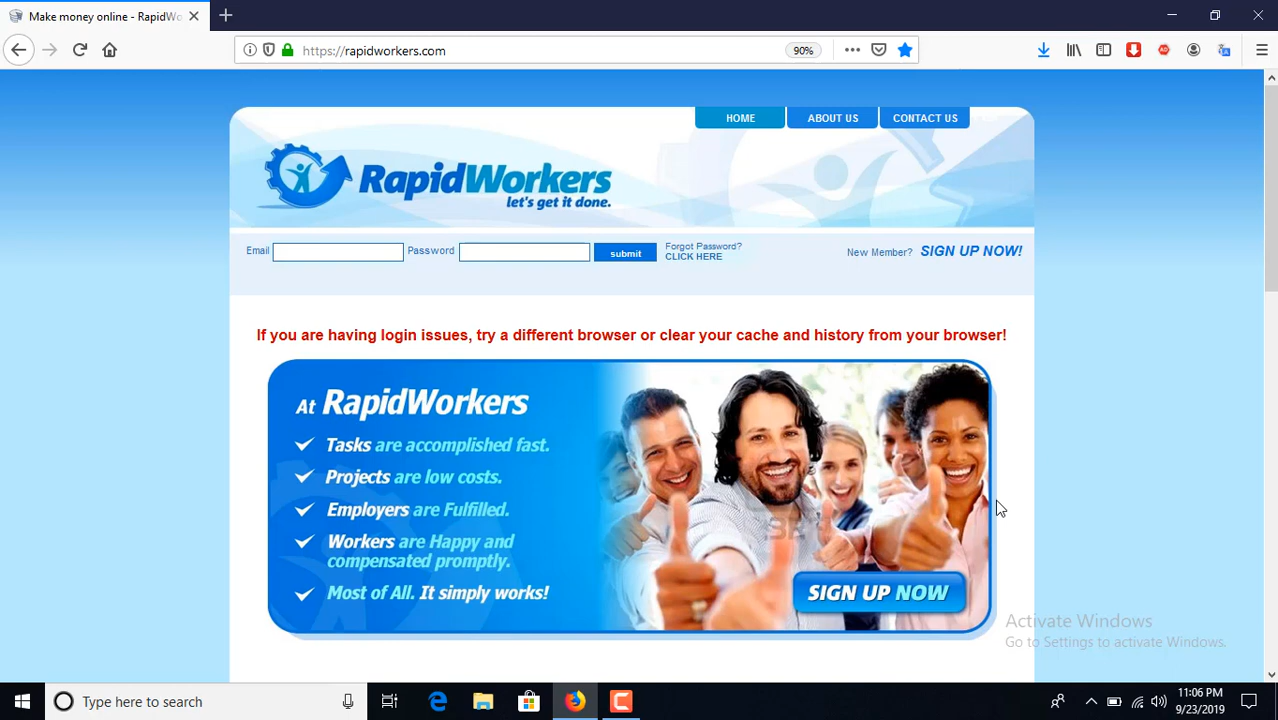 Make money online - RapidWo
https://rapidworkers.com
90%
HOME
ABOUT US
CONTACT US
RapidWorkers
let's get it done.
Email
Password
submit
Forgot Password?
CLICK HERE
New Member?
SIGN UP NOW!
If you are having login issues, try a different browser or clear your cache and history from your browser!
At RapidWorkers
Tasks are accomplished fast.
Projects are low costs.
Employers are Fulfilled.
Workers are Happy and
compensated promptly.
Most of All. It simply works!
SIGN UP NOW
Activate Windows
Go to Settings to activate Windows.
Type here to search
11:06 PM
9/23/2019